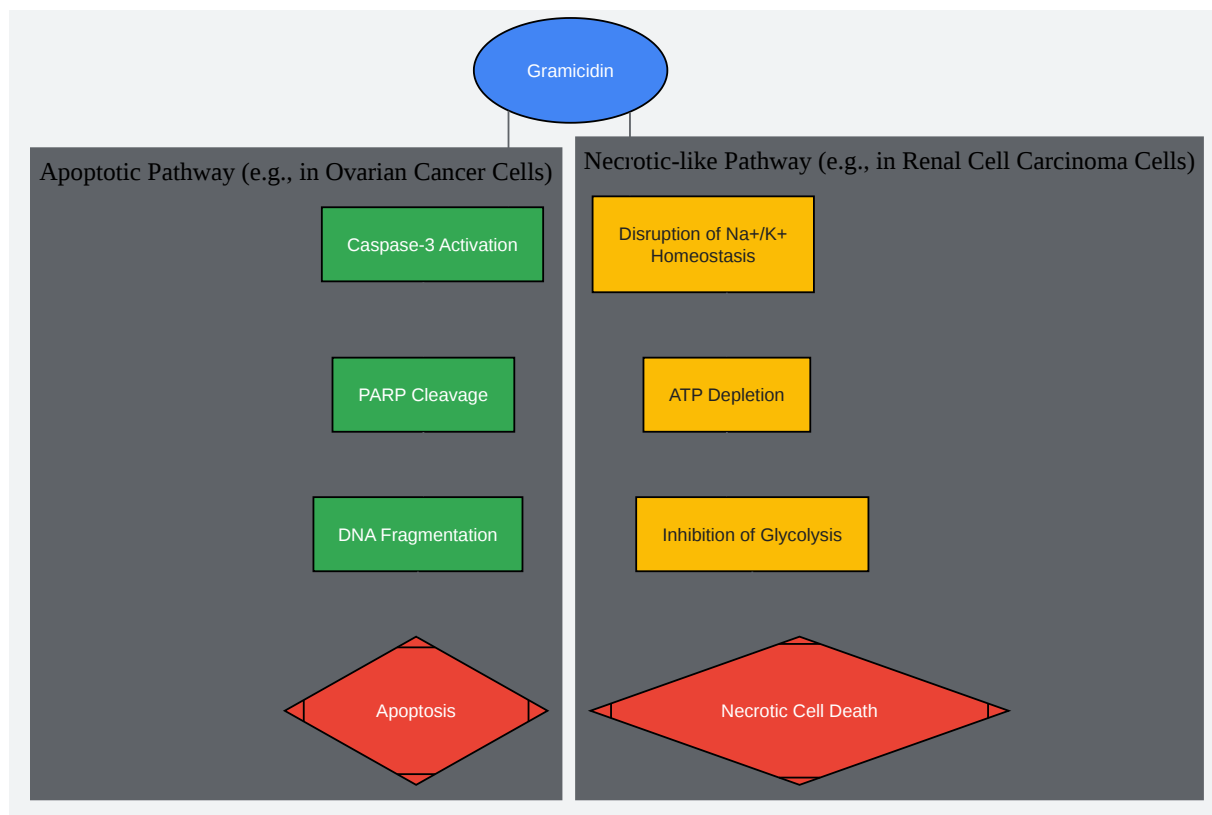 Gramicidin
Apoptotic Pathway (e.g., in Ovarian Cancer Cells)
Caspase-3 Activation
PARP Cleavage
DNA Fragmentation
Apoptosis
Necrotic-like Pathway (e.g., in Renal Cell Carcinoma Cells)
Disruption of Na+/K+
Homeostasis
ATP Depletion
Inhibition of Glycolysis
Necrotic Cell Death